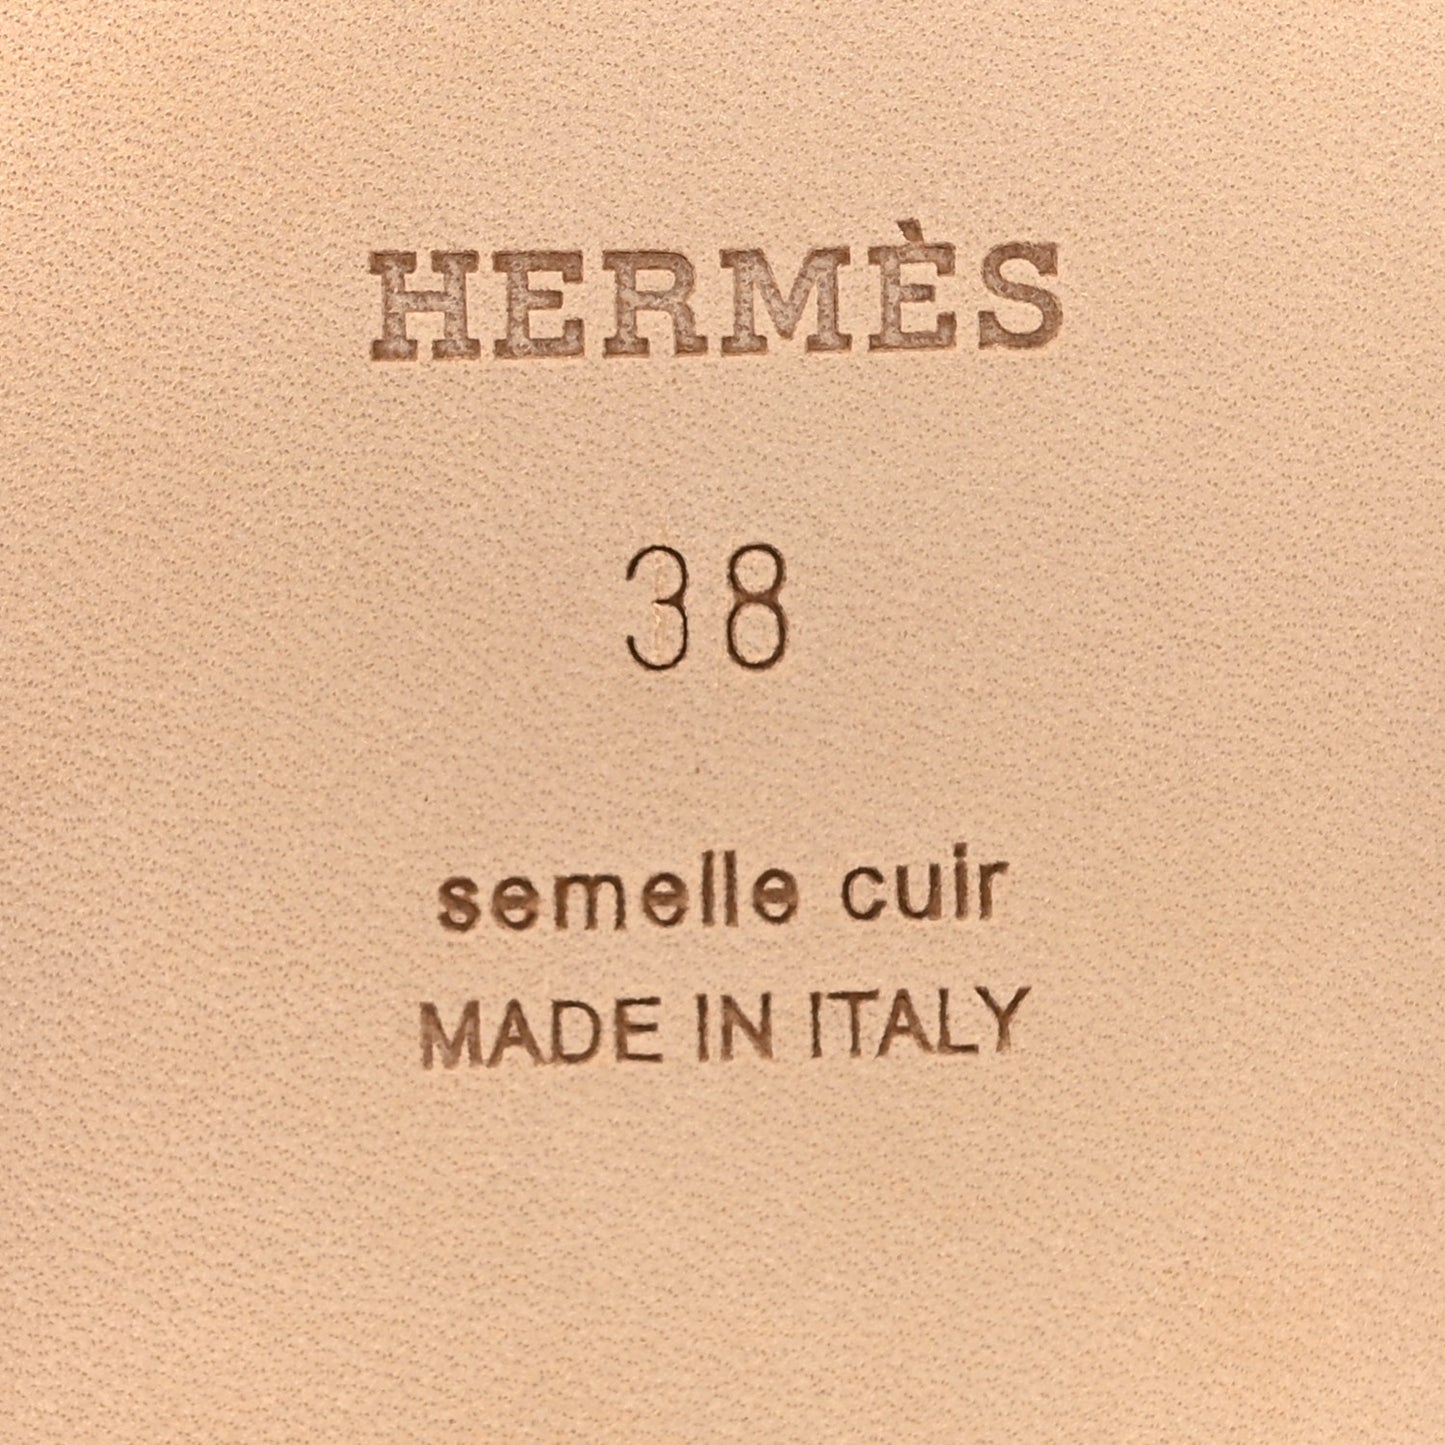 HERMÈS
38
semelle cuir
MADE IN ITALY